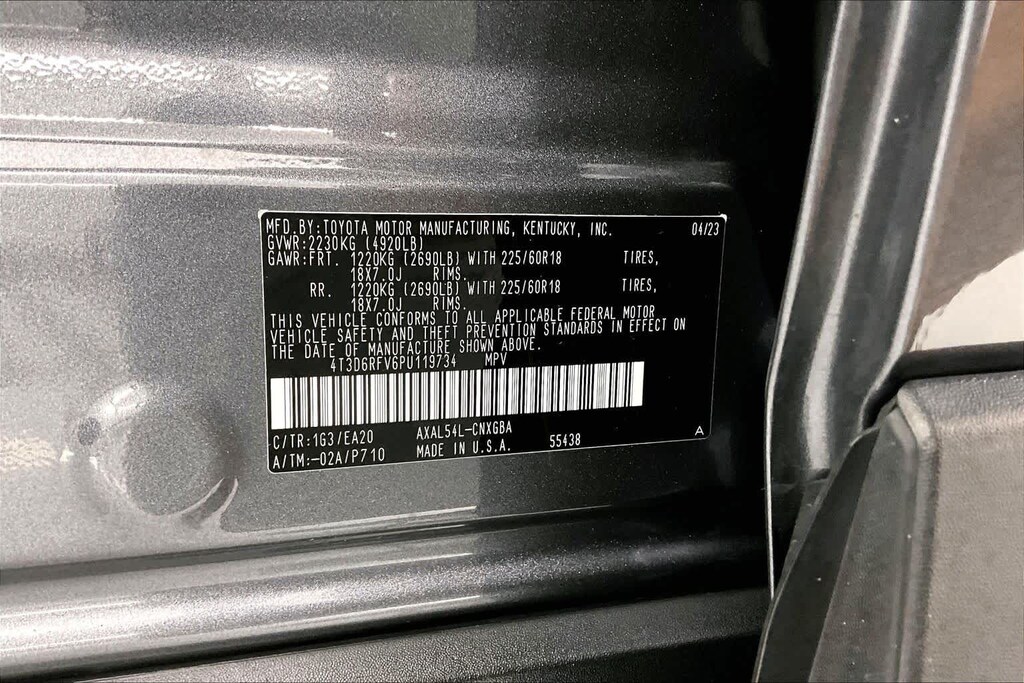 MFD. BY: TOYOTA MOTOR MANUFACTURING, KENTUCKY, INC. 04/23
GVWR: 2230KG (4920LB)
GAWR: FRT. 1220KG (2690LB) WITH 225/60R18 TIRES,
18X7.0J RIMS.
RR. 1220KG (2690LB) WITH 225/60R18 TIRES,
18X7.0J RIMS.
THIS VEHICLE CONFORMS TO ALL APPLICABLE FEDERAL MOTOR
VEHICLE SAFETY AND THEFT PREVENTION STANDARDS IN EFFECT ON
THE DATE OF MANUFACTURE SHOWN ABOVE.
4T3D6RFV6PU119734 MPV
C/TR: 1G3/EA20 AXAL54L-CNXGBA
A/TM: -02A/P710 MADE IN U.S.A. 55438 A